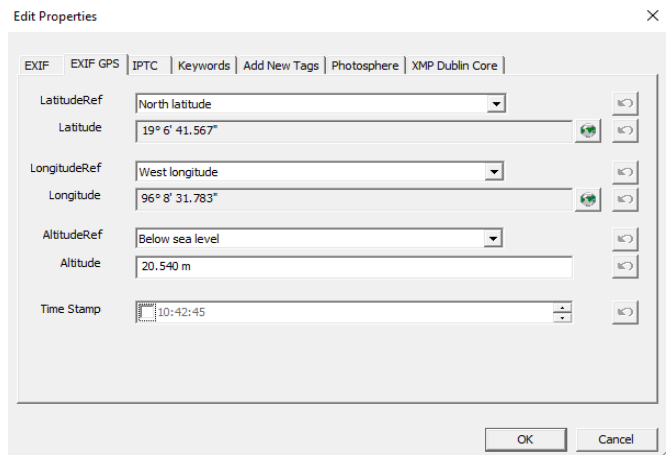 Edit Properties
EXIF EXIF GPS IPTC Keywords Add New Tags Photosphere XMP Dublin Core
LatitudeRef North latitude
Latitude 19° 6' 41.567"
LongitudeRef West longitude
Longitude 96° 8' 31.783"
AltitudeRef Below sea level
Altitude 20.540 m
Time Stamp 10:42:45
OK Cancel